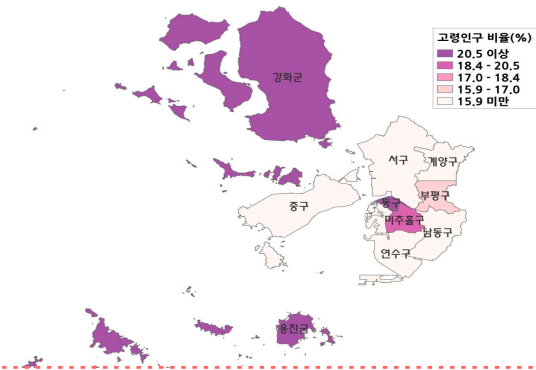 고령인구 비율(%)
20.5 이상
18.4 - 20.5
17.0 - 18.4
15.9 - 17.0
15.9 미만
강화군
서구
계양구
중구
동구
부평구
미추홀구
남동구
연수구
옹진군